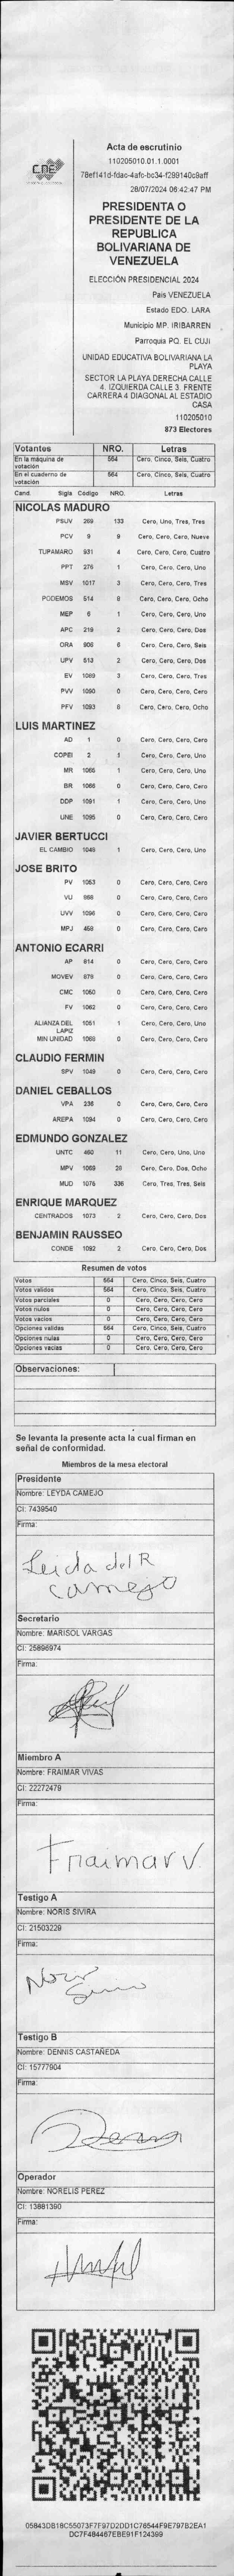 CNE
Acta de escrutinio
110205010.01.1.0001
78ef141d-fdac-4afc-bc34-f299140c9aff
28/07/2024 06:42:47 PM
PRESIDENTA O
PRESIDENTE DE LA
REPUBLICA
BOLIVARIANA DE
VENEZUELA
ELECCIÓN PRESIDENCIAL 2024
Pais VENEZUELA
Estado EDO. LARA
Municipio MP. IRIBARREN
Parroquia PQ. EL CUJI
UNIDAD EDUCATIVA BOLIVARIANA LA
PLAYA
SECTOR LA PLAYA DERECHA CALLE
4. IZQUIERDA CALLE 3. FRENTE
CARRERA 4 DIAGONAL AL ESTADIO
CASA
110205010
873 Electores
Votantes NRO. Letras
En la máquina de votación 564 Cero, Cinco, Seis, Cuatro
En el cuaderno de votación 564 Cero, Cinco, Seis, Cuatro
Cand. Sigla Código NRO. Letras
NICOLAS MADURO
PSUV 269 133 Cero, Uno, Tres, Tres
PCV 9 9 Cero, Cero, Cero, Nueve
TUPAMARO 931 4 Cero, Cero, Cero, Cuatro
PPT 276 1 Cero, Cero, Cero, Uno
MSV 1017 3 Cero, Cero, Cero, Tres
PODEMOS 514 8 Cero, Cero, Cero, Ocho
MEP 6 1 Cero, Cero, Cero, Uno
APC 219 2 Cero, Cero, Cero, Dos
ORA 906 6 Cero, Cero, Cero, Seis
UPV 513 2 Cero, Cero, Cero, Dos
EV 1089 3 Cero, Cero, Cero, Tres
PVV 1090 0 Cero, Cero, Cero, Cero
PFV 1093 8 Cero, Cero, Cero, Ocho
LUIS MARTINEZ
AD 1 0 Cero, Cero, Cero, Cero
COPEI 2 1 Cero, Cero, Cero, Uno
MR 1065 1 Cero, Cero, Cero, Uno
BR 1066 0 Cero, Cero, Cero, Cero
DDP 1091 1 Cero, Cero, Cero, Uno
UNE 1095 0 Cero, Cero, Cero, Cero
JAVIER BERTUCCI
EL CAMBIO 1048 1 Cero, Cero, Cero, Uno
JOSE BRITO
PV 1053 0 Cero, Cero, Cero, Cero
VU 968 0 Cero, Cero, Cero, Cero
UVV 1096 0 Cero, Cero, Cero, Cero
MPJ 459 0 Cero, Cero, Cero, Cero
ANTONIO ECARRI
AP 814 0 Cero, Cero, Cero, Cero
MOVEV 879 0 Cero, Cero, Cero, Cero
CMC 1050 0 Cero, Cero, Cero, Cero
FV 1062 0 Cero, Cero, Cero, Cero
ALIANZA DEL LAPIZ 1051 1 Cero, Cero, Cero, Uno
MIN UNIDAD 1068 0 Cero, Cero, Cero, Cero
CLAUDIO FERMIN
SPV 1049 0 Cero, Cero, Cero, Cero
DANIEL CEBALLOS
VPA 236 0 Cero, Cero, Cero, Cero
AREPA 1094 0 Cero, Cero, Cero, Cero
EDMUNDO GONZALEZ
UNTC 460 11 Cero, Cero, Uno, Uno
MPV 1069 28 Cero, Cero, Dos, Ocho
MUD 1075 336 Cero, Tres, Tres, Seis
ENRIQUE MARQUEZ
CENTRADOS 1073 2 Cero, Cero, Cero, Dos
BENJAMIN RAUSSEO
CONDE 1092 2 Cero, Cero, Cero, Dos
Resumen de votos
Votos 564 Cero, Cinco, Seis, Cuatro
Votos validos 564 Cero, Cinco, Seis, Cuatro
Votos parciales 0 Cero, Cero, Cero, Cero
Votos nulos 0 Cero, Cero, Cero, Cero
Votos vacios 0 Cero, Cero, Cero, Cero
Opciones validas 564 Cero, Cinco, Seis, Cuatro
Opciones nulas 0 Cero, Cero, Cero, Cero
Opciones vacias 0 Cero, Cero, Cero, Cero
Observaciones:
Se levanta la presente acta la cual firman en
señal de conformidad.
Miembros de la mesa electoral
Presidente
Nombre: LEYDA CAMEJO
CI: 7439540
Firma:
Leida del R
camejo
Secretario
Nombre: MARISOL VARGAS
CI: 25896974
Firma:
Miembro A
Nombre: FRAIMAR VIVAS
CI: 22272479
Firma:
Fraimar V.
Testigo A
Nombre: NORIS SIVIRA
CI: 21503229
Firma:
Testigo B
Nombre: DENNIS CASTAÑEDA
CI: 15777904
Firma:
Operador
Nombre: NORELIS PEREZ
CI: 13881390
Firma:
05843DB18C55073F7F97D2DD1C76544F9E797B2EA1
DC7F484467EBE91F124399